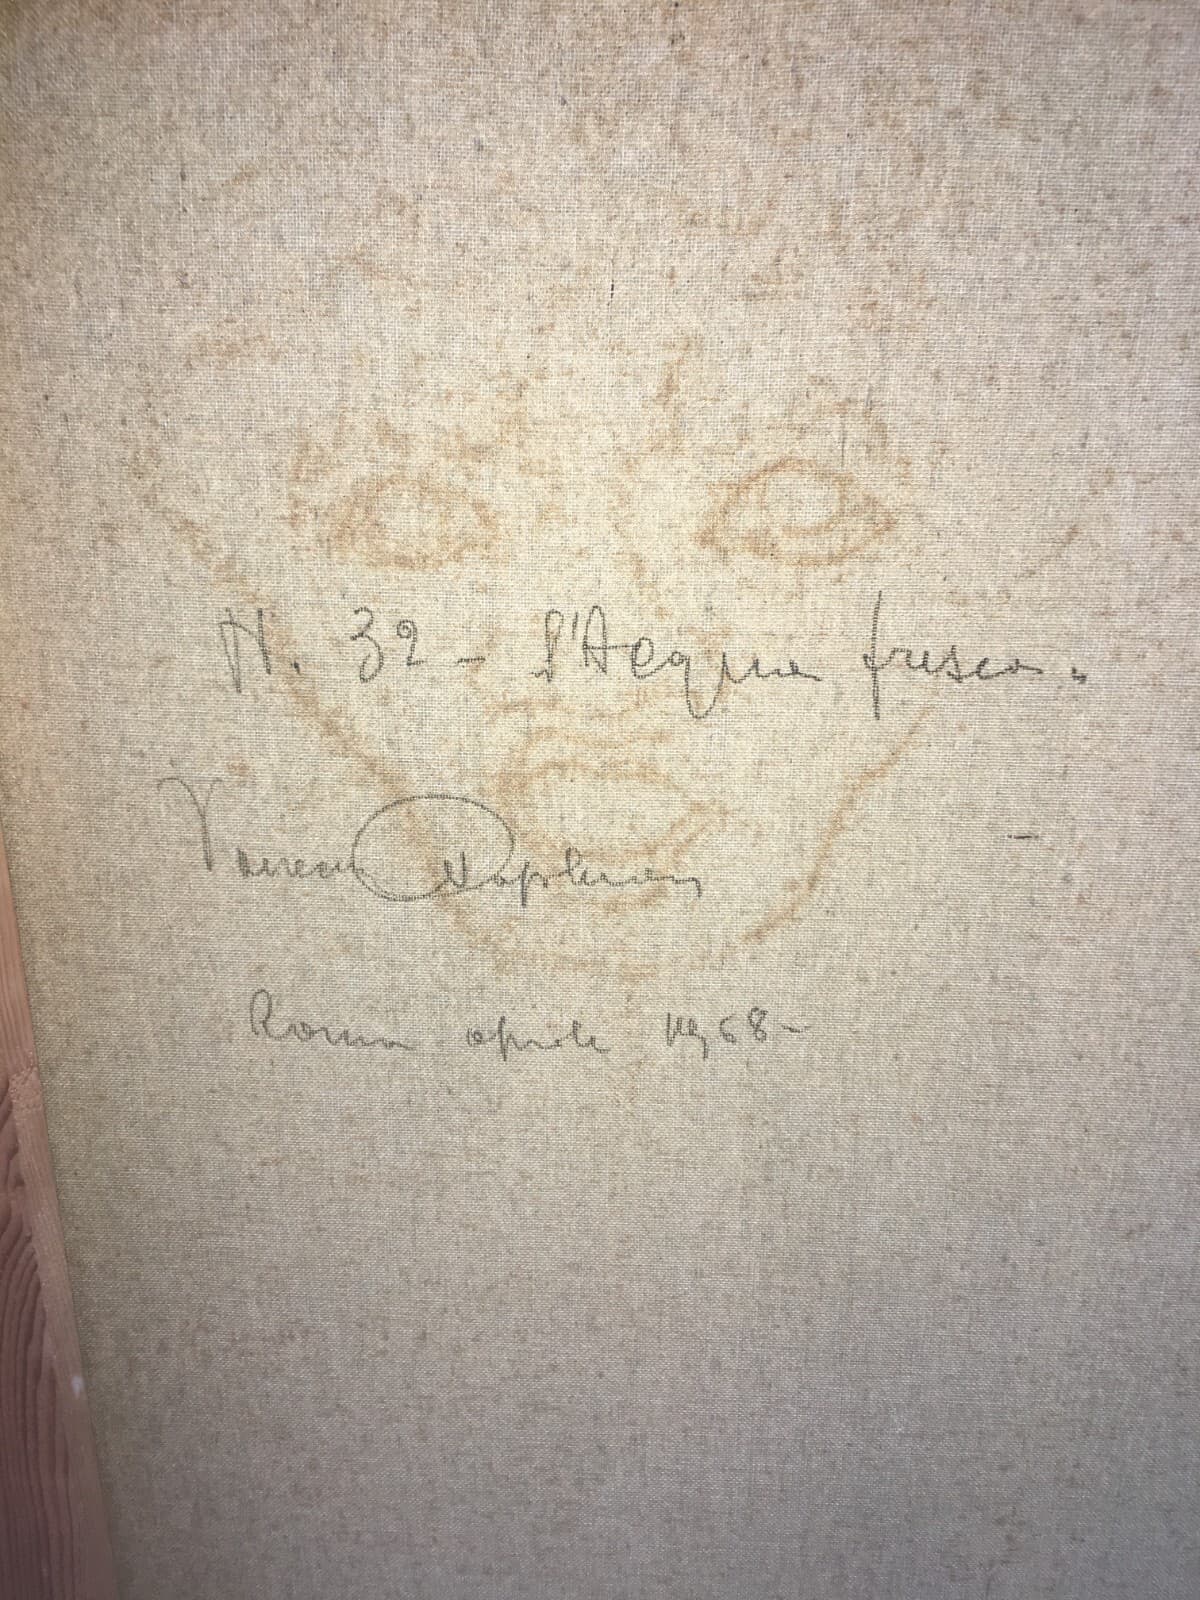 N. 32 - l'Acqua fresca.
Roma aprile 1968-